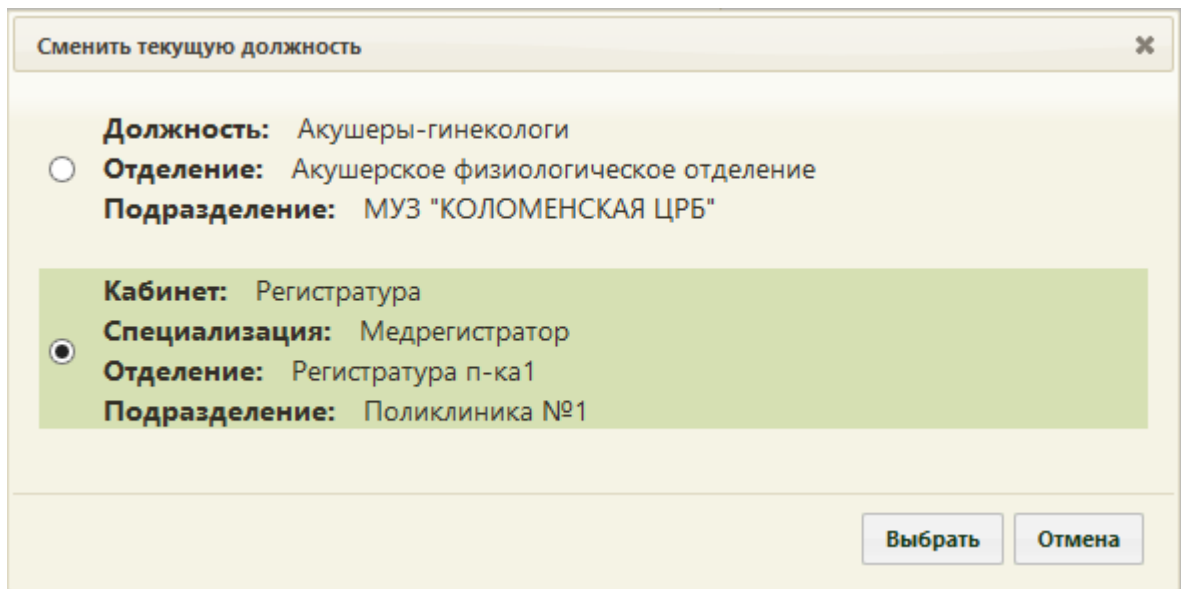 Сменить текущую должность
Должность: Акушеры-гинекологи
Отделение: Акушерское физиологическое отделение
Подразделение: МУЗ "КОЛОМЕНСКАЯ ЦРБ"
Кабинет: Регистратура
Специализация: Медрегистратор
Отделение: Регистратура п-ка1
Подразделение: Поликлиника №1
Выбрать Отмена